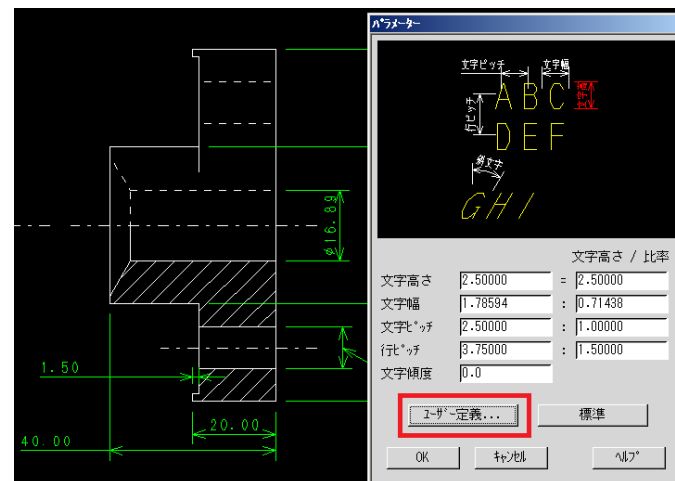 φ16.89
1.50
20.00
40.00
パラメーター
文字ピッチ
文字幅
A B C
行ピッチ
D E F
斜文字
G H I
文字高さ / 比率
文字高さ 2.50000 = 2.50000
文字幅 1.78594 : 0.71438
文字ピッチ 2.50000 : 1.00000
行ピッチ 3.75000 : 1.50000
文字傾度 0.0
ユーザー定義...
標準
OK
キャンセル
ヘルプ